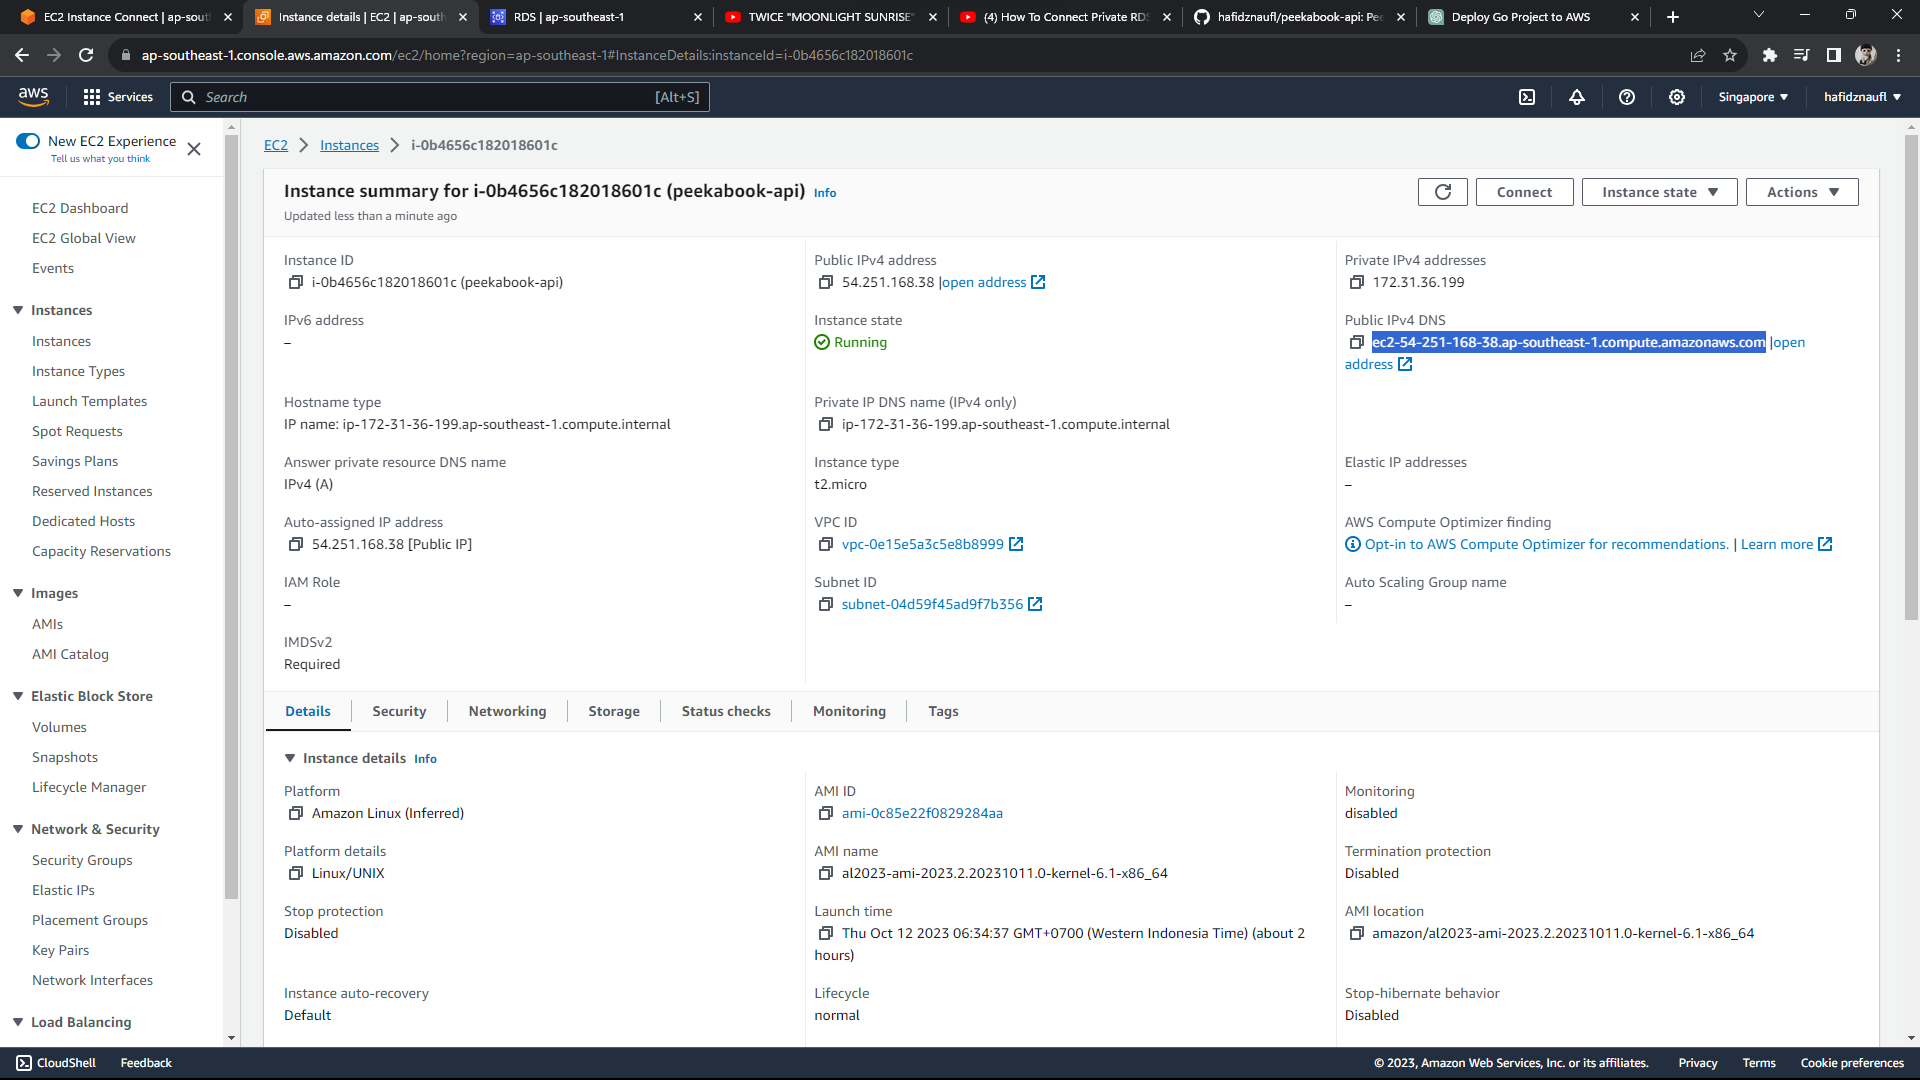 EC2 Instance Connect | ap-sout
Instance details | EC2 | ap-south
RDS | ap-southeast-1
TWICE "MOONLIGHT SUNRISE"
(4) How To Connect Private RDS
hafidznaufl/peekabook-api: Pee
Deploy Go Project to AWS
ap-southeast-1.console.aws.amazon.com/ec2/home?region=ap-southeast-1#InstanceDetails:instanceId=i-0b4656c182018601c
aws
Services
Search
[Alt+S]
Singapore
hafidznaufl
New EC2 Experience
Tell us what you think
EC2 Dashboard
EC2 Global View
Events
Instances
Instances
Instance Types
Launch Templates
Spot Requests
Savings Plans
Reserved Instances
Dedicated Hosts
Capacity Reservations
Images
AMIs
AMI Catalog
Elastic Block Store
Volumes
Snapshots
Lifecycle Manager
Network & Security
Security Groups
Elastic IPs
Placement Groups
Key Pairs
Network Interfaces
Load Balancing
EC2
Instances
i-0b4656c182018601c
Instance summary for i-0b4656c182018601c (peekabook-api) Info
Updated less than a minute ago
Connect
Instance state
Actions
Instance ID
i-0b4656c182018601c (peekabook-api)
Public IPv4 address
54.251.168.38 |open address
Private IPv4 addresses
172.31.36.199
IPv6 address
–
Instance state
Running
Public IPv4 DNS
ec2-54-251-168-38.ap-southeast-1.compute.amazonaws.com |open
address
Hostname type
IP name: ip-172-31-36-199.ap-southeast-1.compute.internal
Private IP DNS name (IPv4 only)
ip-172-31-36-199.ap-southeast-1.compute.internal
Answer private resource DNS name
IPv4 (A)
Instance type
t2.micro
Elastic IP addresses
–
Auto-assigned IP address
54.251.168.38 [Public IP]
VPC ID
vpc-0e15e5a3c5e8b8999
AWS Compute Optimizer finding
Opt-in to AWS Compute Optimizer for recommendations. | Learn more
IAM Role
–
Subnet ID
subnet-04d59f45ad9f7b356
Auto Scaling Group name
–
IMDSv2
Required
Details
Security
Networking
Storage
Status checks
Monitoring
Tags
Instance details Info
Platform
Amazon Linux (Inferred)
AMI ID
ami-0c85e22f0829284aa
Monitoring
disabled
Platform details
Linux/UNIX
AMI name
al2023-ami-2023.2.20231011.0-kernel-6.1-x86_64
Termination protection
Disabled
Stop protection
Disabled
Launch time
Thu Oct 12 2023 06:34:37 GMT+0700 (Western Indonesia Time) (about 2
hours)
AMI location
amazon/al2023-ami-2023.2.20231011.0-kernel-6.1-x86_64
Instance auto-recovery
Default
Lifecycle
normal
Stop-hibernate behavior
Disabled
CloudShell
Feedback
© 2023, Amazon Web Services, Inc. or its affiliates.
Privacy
Terms
Cookie preferences